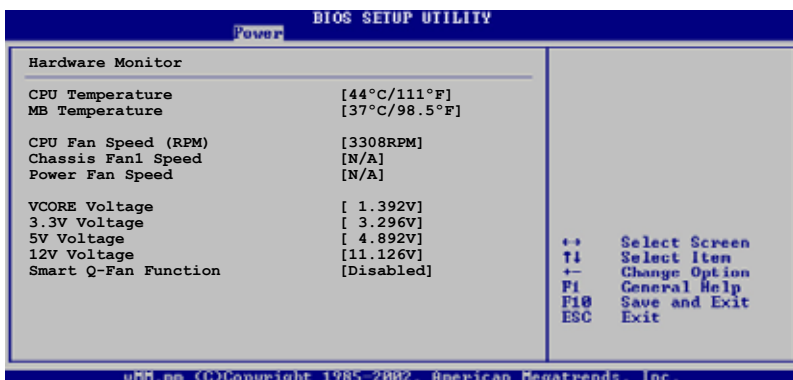 BIOS SETUP UTILITY
Power
Hardware Monitor
CPU Temperature [44°C/111°F]
MB Temperature [37°C/98.5°F]
CPU Fan Speed (RPM) [3308RPM]
Chassis Fan1 Speed [N/A]
Power Fan Speed [N/A]
VCORE Voltage [ 1.392V]
3.3V Voltage [ 3.296V]
5V Voltage [ 4.892V]
12V Voltage [11.126V]
Smart Q-Fan Function [Disabled]
←→ Select Screen
↑↓ Select Item
+- Change Option
F1 General Help
F10 Save and Exit
ESC Exit
(C)Copyright 1985-2002, American Megatrends, Inc.